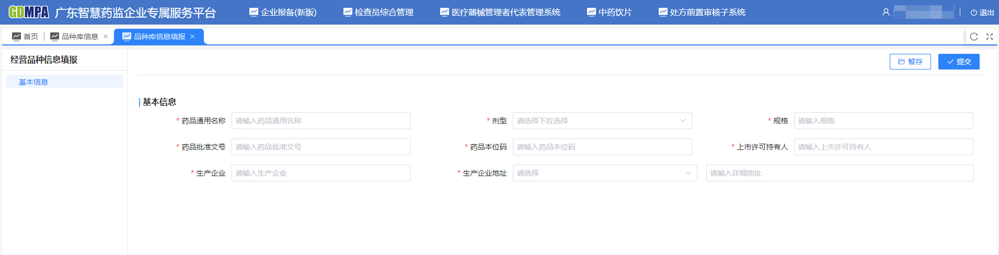 GDMPA 广东智慧药监企业专属服务平台 企业报备(新版) 检查员综合管理 医疗器械管理者代表管理系统 中药饮片 处方前置审核子系统 退出
首页 品种库信息 × 品种库信息填报 ×
经营品种信息填报 暂存 提交
基本信息
基本信息
* 药品通用名称 请输入药品通用名称 * 剂型 请选择下拉选择 * 规格 请输入规格
* 药品批准文号 请输入药品批准文号 * 药品本位码 请输入药品本位码 * 上市许可持有人 请输入上市许可持有人
* 生产企业 请输入生产企业 * 生产企业地址 请选择 请输入详细地址